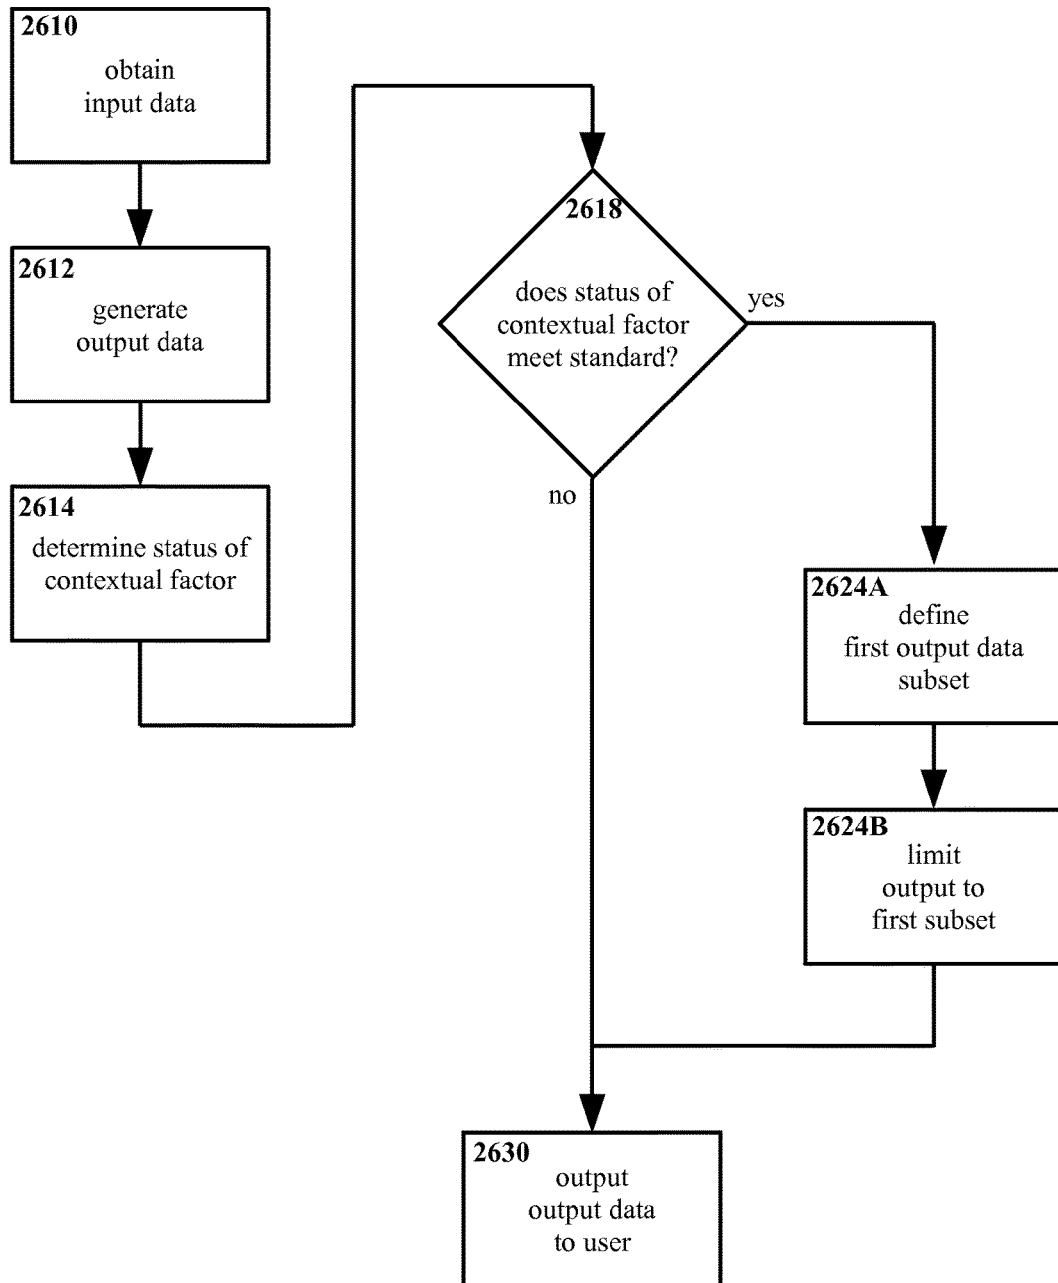 2610
obtain
input data
2612
generate
output data
2614
determine status of
contextual factor
2618
does status of
contextual factor
meet standard?
yes
no
2624A
define
first output data
subset
2624B
limit
output to
first subset
2630
output
output data
to user